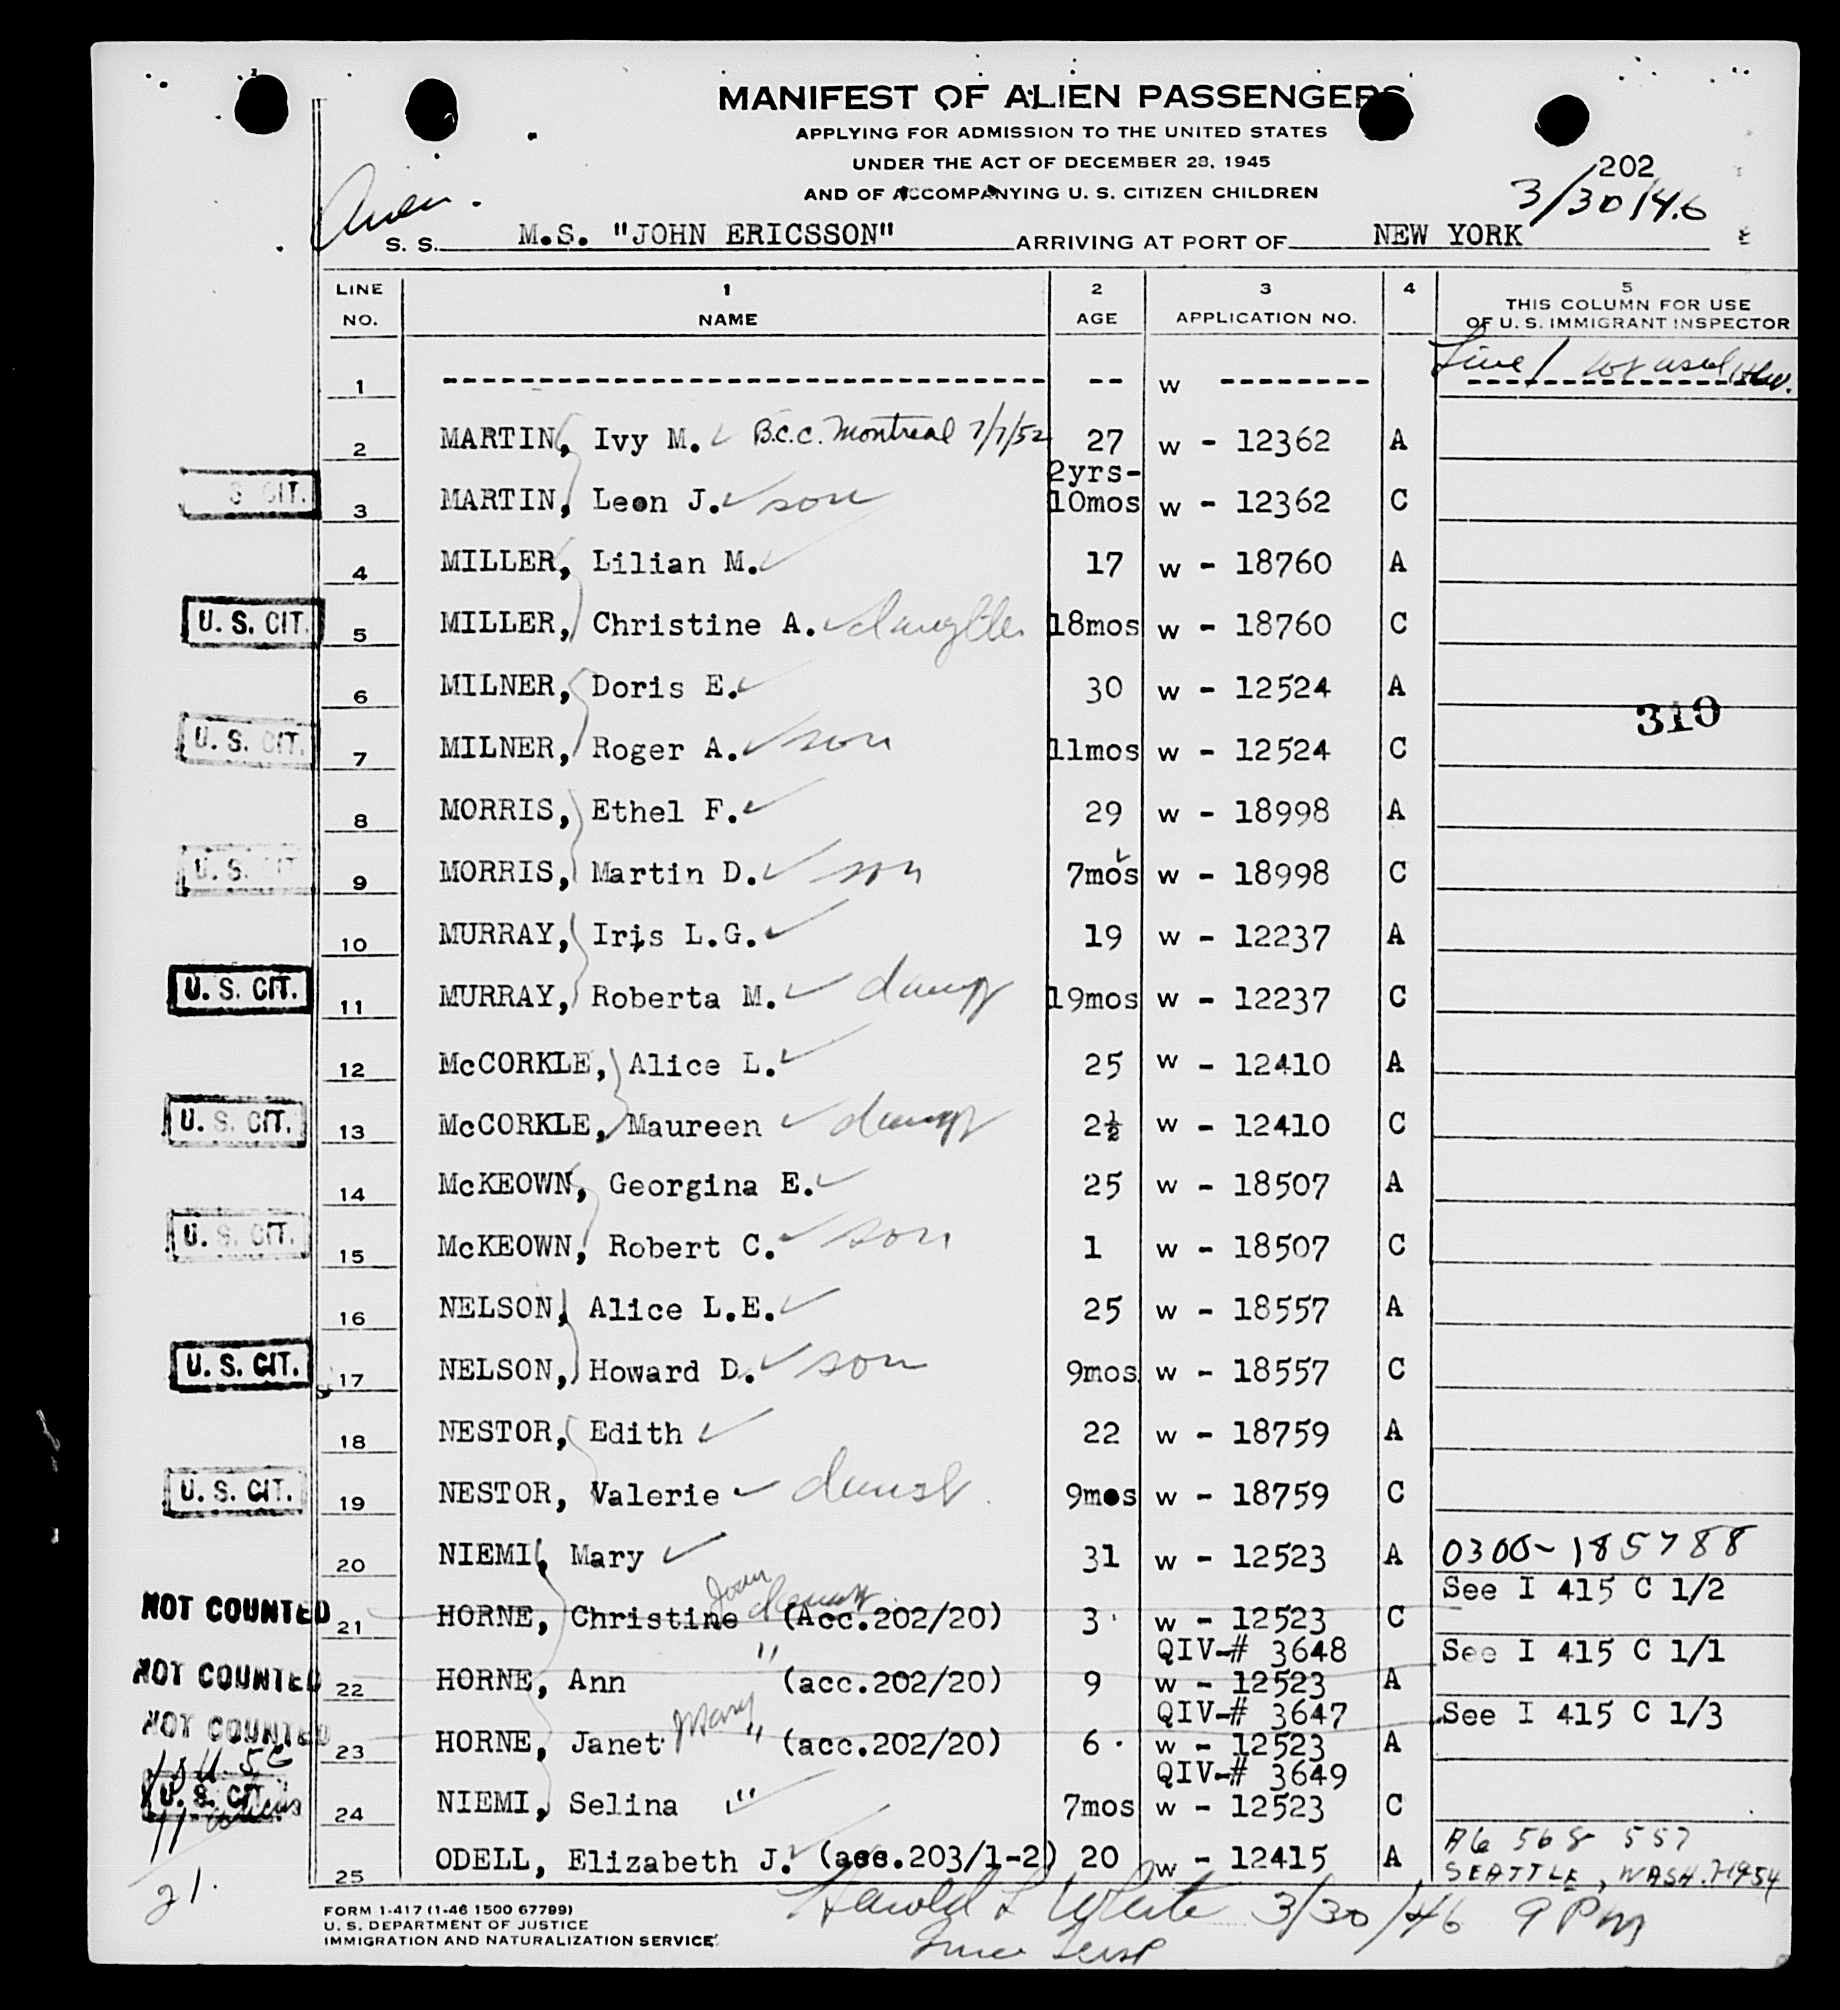 MANIFEST OF ALIEN PASSENGERS
APPLYING FOR ADMISSION TO THE UNITED STATES
UNDER THE ACT OF DECEMBER 28, 1945
AND OF ACCOMPANYING U. S. CITIZEN CHILDREN
202
3/30/46
S. S. M.S. "JOHN ERICSSON" ARRIVING AT PORT OF NEW YORK
LINE NO. 1 NAME 2 AGE 3 APPLICATION NO. 4 5 THIS COLUMN FOR USE OF U. S. IMMIGRANT INSPECTOR
1 -------------------------------- -- w -------- Line 1 not used
2 MARTIN, Ivy M. B.C.C. Montreal 7/7/52 27 w - 12362 A
S CIT. 3 MARTIN, Leon J. son 2yrs- 10mos w - 12362 C
4 MILLER, Lilian M. 17 w - 18760 A
U. S. CIT. 5 MILLER, Christine A. daughter 18mos w - 18760 C
6 MILNER, Doris E. 30 w - 12524 A
310
U. S. CIT. 7 MILNER, Roger A. son 11mos w - 12524 C
8 MORRIS, Ethel F. 29 w - 18998 A
U. S. CIT 9 MORRIS, Martin D. son 7mos w - 18998 C
10 MURRAY, Iris L.G. 19 w - 12237 A
U. S. CIT. 11 MURRAY, Roberta M. daug 19mos w - 12237 C
12 McCORKLE, Alice L. 25 w - 12410 A
U. S. CIT. 13 McCORKLE, Maureen daug 2½ w - 12410 C
14 McKEOWN, Georgina E. 25 w - 18507 A
U. S. CIT. 15 McKEOWN, Robert C. son 1 w - 18507 C
16 NELSON, Alice L.E. 25 w - 18557 A
U. S. CIT. 17 NELSON, Howard D. son 9mos w - 18557 C
18 NESTOR, Edith 22 w - 18759 A
U. S. CIT. 19 NESTOR, Valerie 9mos w - 18759 C
20 NIEMI, Mary 31 w - 12523 A 0300-185788
NOT COUNTED 21 HORNE, Christine Joan (Acc.202/20) 3 w - 12523 C See I 415 C 1/2
QIV-# 3648
NOT COUNTED 22 HORNE, Ann " (acc.202/20) 9 w - 12523 A See I 415 C 1/1
QIV-# 3647
NOT COUNTED 23 HORNE, Janet Mary " (acc.202/20) 6 w - 12523 A See I 415 C 1/3
QIV-# 3649
U. S. CIT. 24 NIEMI, Selina " 7mos w - 12523 C
25 ODELL, Elizabeth J. (acc.203/1-2) 20 w - 12415 A A6 568 557
SEATTLE, WASH.
21.
Harold L White 3/30/46 9 PM
FORM 1-417 (1-46 1500 67799)
U. S. DEPARTMENT OF JUSTICE
IMMIGRATION AND NATURALIZATION SERVICE